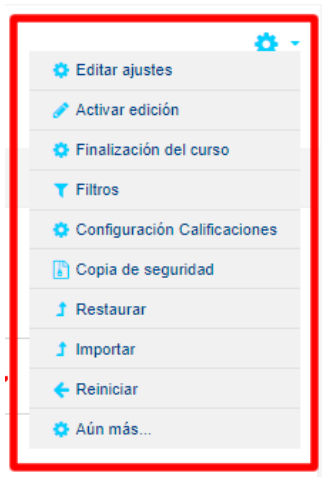 Editar ajustes
Activar edición
Finalización del curso
Filtros
Configuración Calificaciones
Copia de seguridad
Restaurar
Importar
Reiniciar
Aún más...